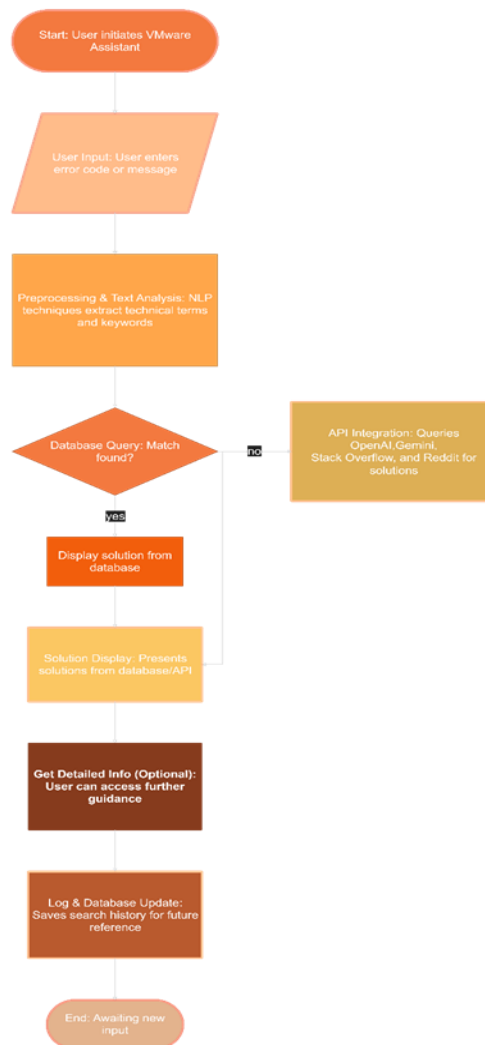 Start: User initiates VMware
Assistant
User Input: User enters
error code or message
Preprocessing & Text Analysis: NLP
techniques extract technical terms
and keywords
Database Query: Match
found?
no
API Integration: Queries
OpenAI,Gemini,
Stack Overflow, and Reddit for
solutions
yes
Display solution from
database
Solution Display: Presents
solutions from database/API
Get Detailed Info (Optional):
User can access further
guidance
Log & Database Update:
Saves search history for future
reference
End: Awaiting new
input